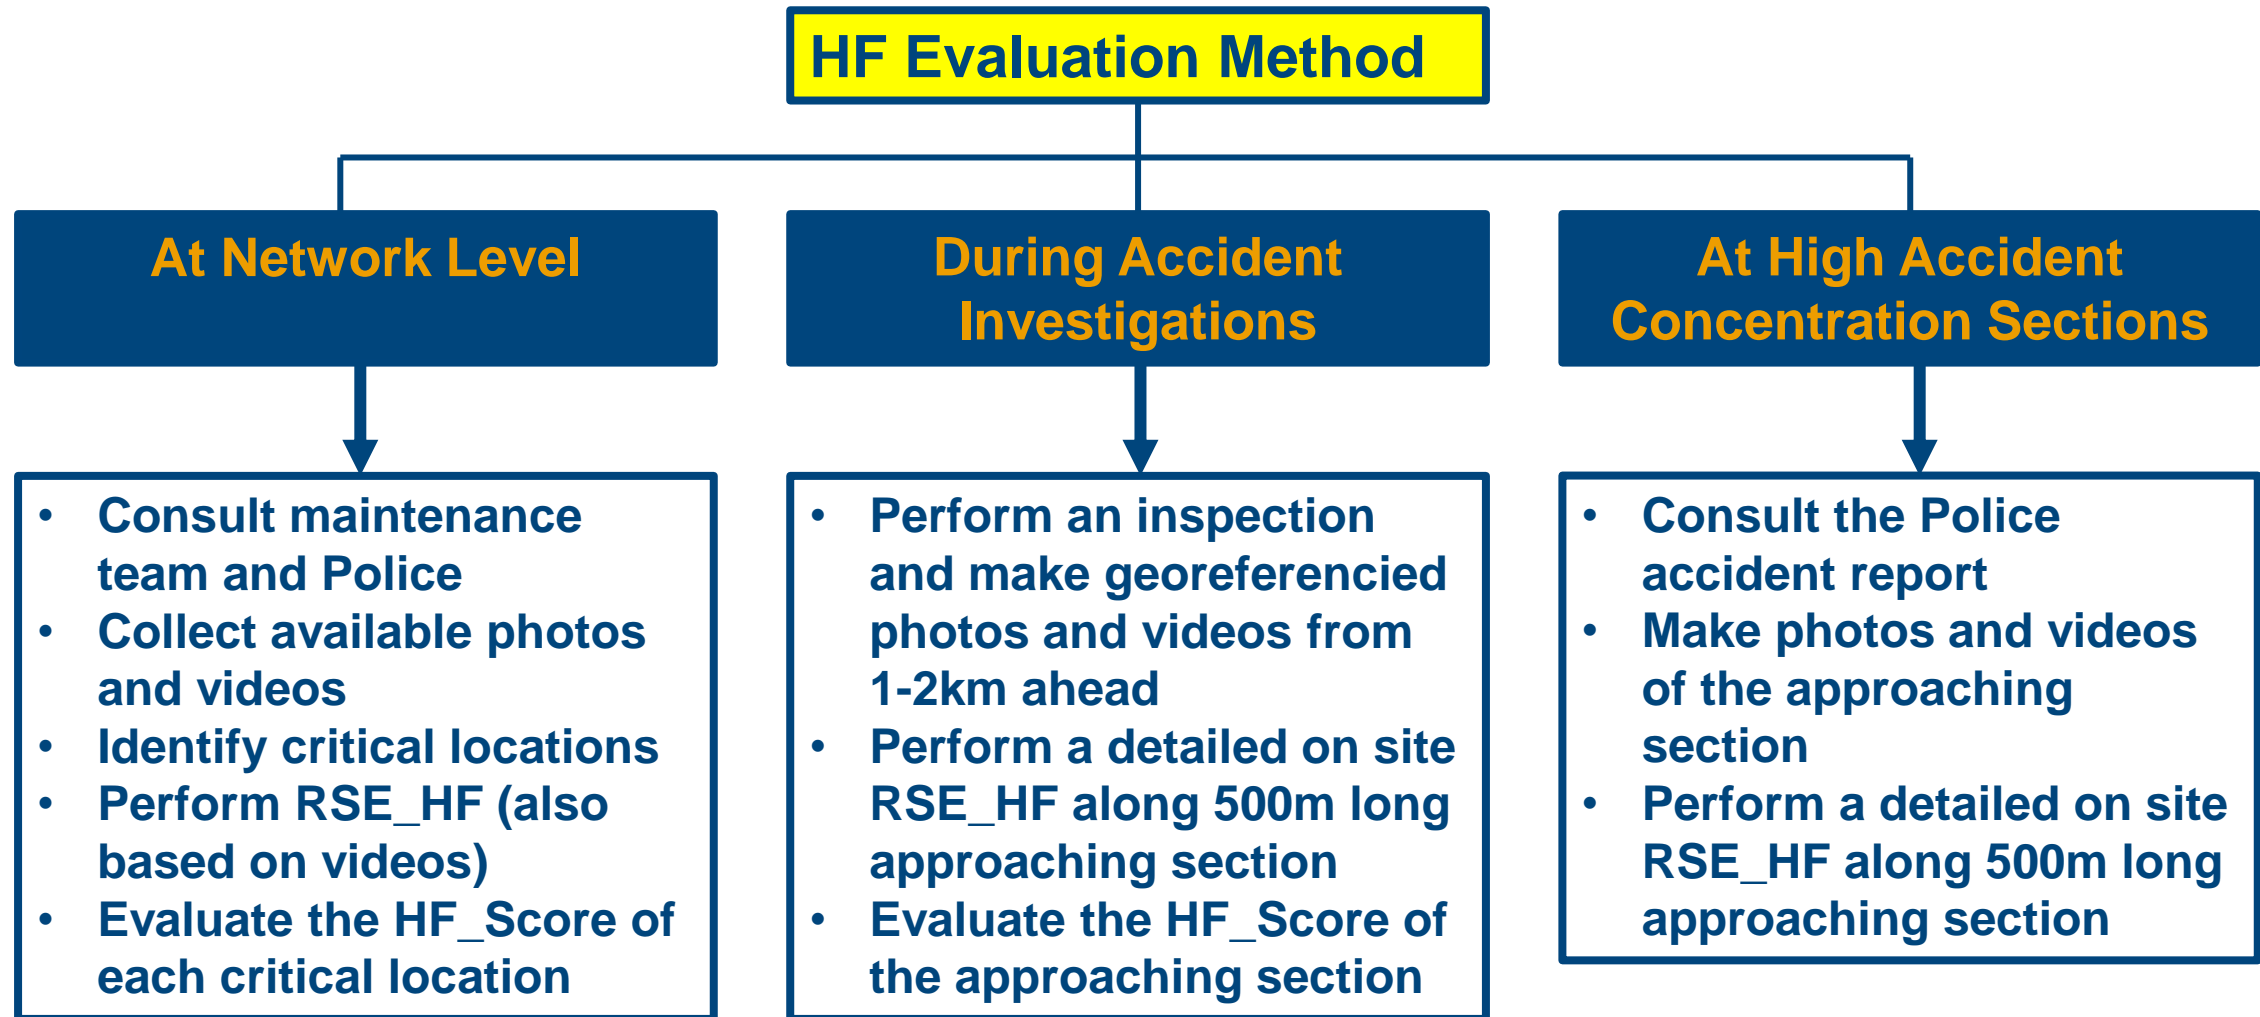 HF Evaluation Method
At Network Level
• Consult maintenance
team and Police
• Collect available photos
and videos
• Identify critical locations
• Perform RSE_HF (also
based on videos)
• Evaluate the HF_Score of
each critical location
During Accident
Investigations
• Perform an inspection
and make georeferencied
photos and videos from
1-2km ahead
• Perform a detailed on site
RSE_HF along 500m long
approaching section
• Evaluate the HF_Score of
the approaching section
At High Accident
Concentration Sections
• Consult the Police
accident report
• Make photos and videos
of the approaching
section
• Perform a detailed on site
RSE_HF along 500m long
approaching section